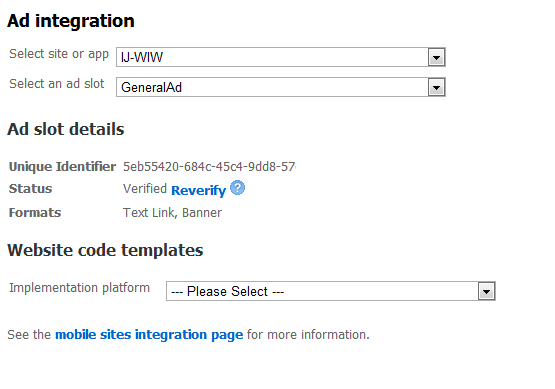 Ad integration
Select site or app IJ-WIW
Select an ad slot GeneralAd
Ad slot details
Unique Identifier 5eb55420-684c-45c4-9dd8-57
Status Verified Reverify ?
Formats Text Link, Banner
Website code templates
Implementation platform --- Please Select ---
See the mobile sites integration page for more information.